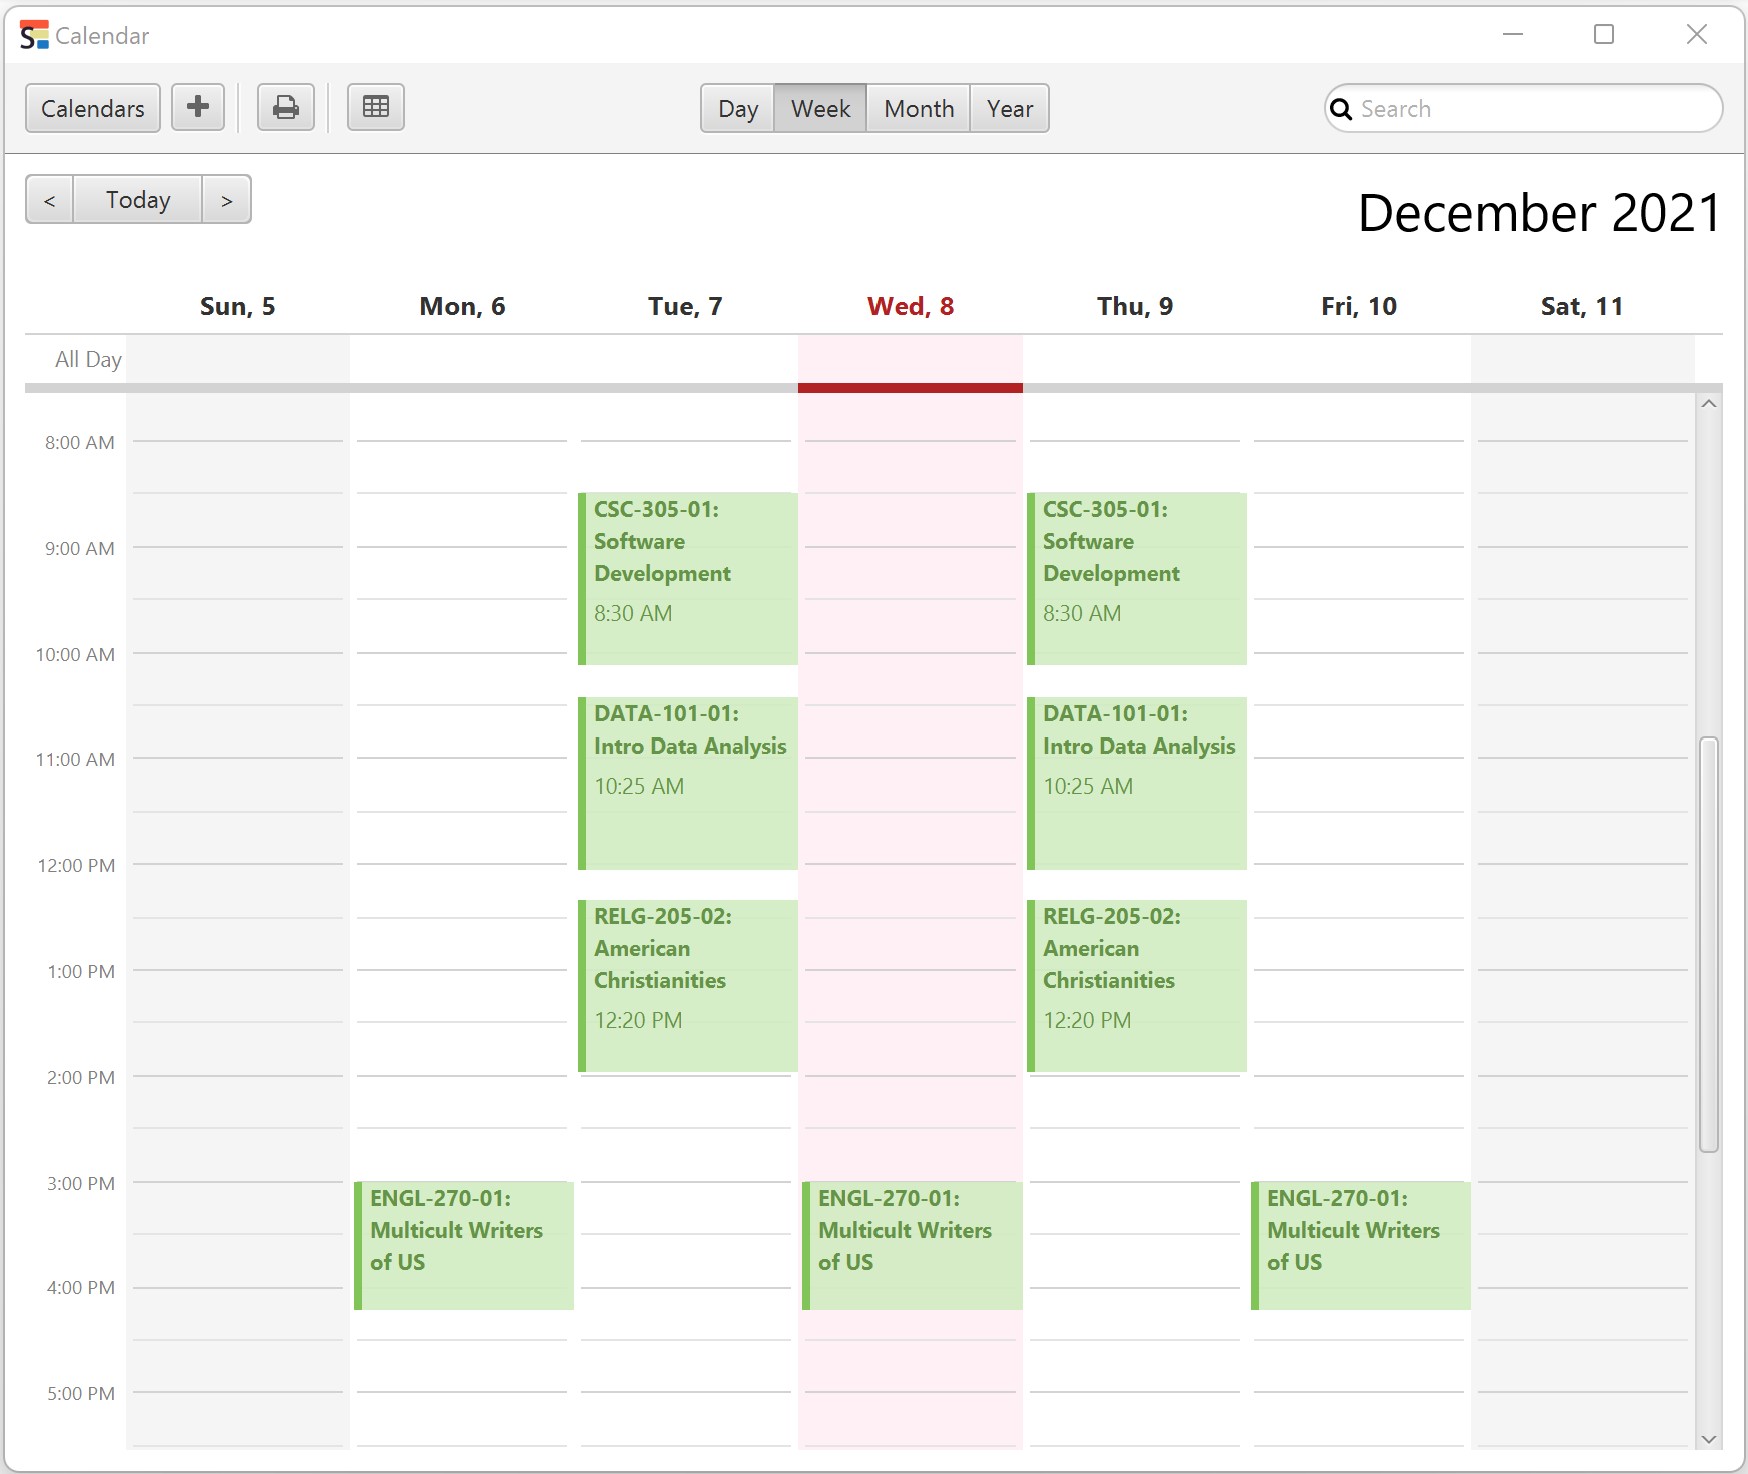 S Calendar
Calendars
Day Week Month Year
Search
< Today >
December 2021
Sun, 5 Mon, 6 Tue, 7 Wed, 8 Thu, 9 Fri, 10 Sat, 11
All Day
8:00 AM
9:00 AM
10:00 AM
11:00 AM
12:00 PM
1:00 PM
2:00 PM
3:00 PM
4:00 PM
5:00 PM
ENGL-270-01:
Multicult Writers
of US
CSC-305-01:
Software
Development
8:30 AM
DATA-101-01:
Intro Data Analysis
10:25 AM
RELG-205-02:
American
Christianities
12:20 PM
ENGL-270-01:
Multicult Writers
of US
CSC-305-01:
Software
Development
8:30 AM
DATA-101-01:
Intro Data Analysis
10:25 AM
RELG-205-02:
American
Christianities
12:20 PM
ENGL-270-01:
Multicult Writers
of US